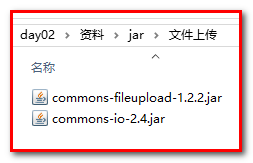 day02 > 资料 > jar > 文件上传
名称
commons-fileupload-1.2.2.jar
commons-io-2.4.jar